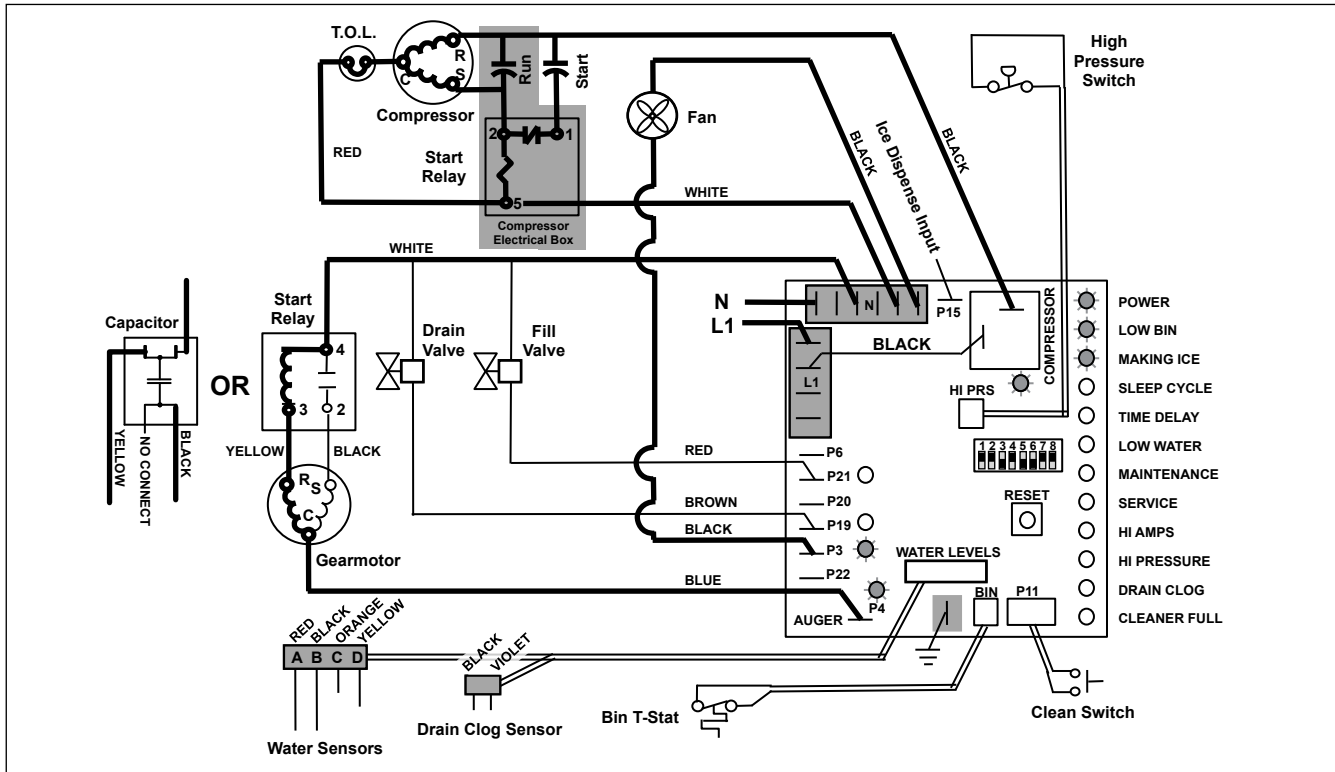 T.O.L.
R
C
S
Compressor
Run
Start
2
1
Start
Relay
5
Compressor
Electrical Box
RED
WHITE
Fan
BLACK
Ice Dispense Input
BLACK
High
Pressure
Switch
WHITE
Capacitor
YELLOW
NO CONNECT
BLACK
OR
Start
Relay
4
3
2
YELLOW
BLACK
R
S
C
Gearmotor
Drain
Valve
Fill
Valve
N
L1
N
P15
BLACK
L1
COMPRESSOR
HI PRS
1 2 3 4 5 6 7 8
RESET
RED
P6
P21
P20
BROWN
P19
BLACK
P3
P22
BLUE
P4
AUGER
WATER LEVELS
BIN
P11
POWER
LOW BIN
MAKING ICE
SLEEP CYCLE
TIME DELAY
LOW WATER
MAINTENANCE
SERVICE
HI AMPS
HI PRESSURE
DRAIN CLOG
CLEANER FULL
RED
BLACK
ORANGE
YELLOW
A B C D
Water Sensors
BLACK
VIOLET
Drain Clog Sensor
Bin T-Stat
Clean Switch